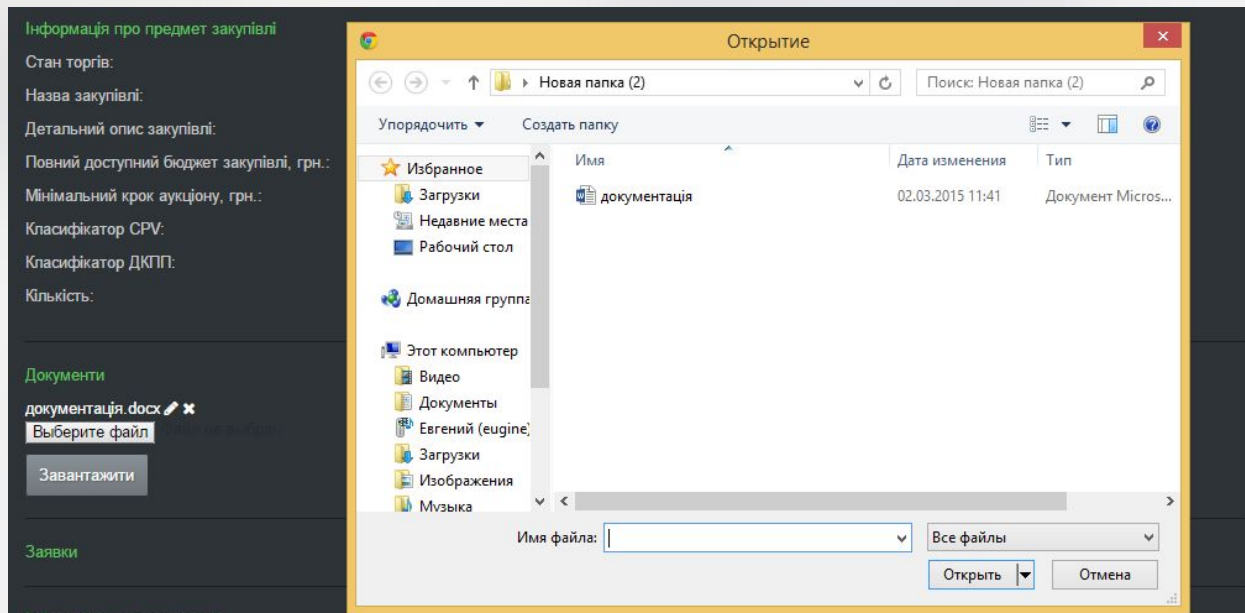 Інформація про предмет закупівлі
Стан торгів:
Назва закупівлі:
Детальний опис закупівлі:
Повний доступний бюджет закупівлі, грн.:
Мінімальний крок аукціону, грн.:
Класифікатор CPV:
Класифікатор ДКПП:
Кількість:
Документи
документація.docx
Выберите файл Файл не выбран
Завантажити
Заявки
Открытие
Новая папка (2)
Поиск: Новая папка (2)
Упорядочить
Создать папку
Избранное
Загрузки
Недавние места
Рабочий стол
Домашняя группа
Этот компьютер
Видео
Документы
Евгений (eugine)
Загрузки
Изображения
Музыка
Имя Дата изменения Тип
документація 02.03.2015 11:41 Документ Micros...
Имя файла:
Все файлы
Открыть
Отмена